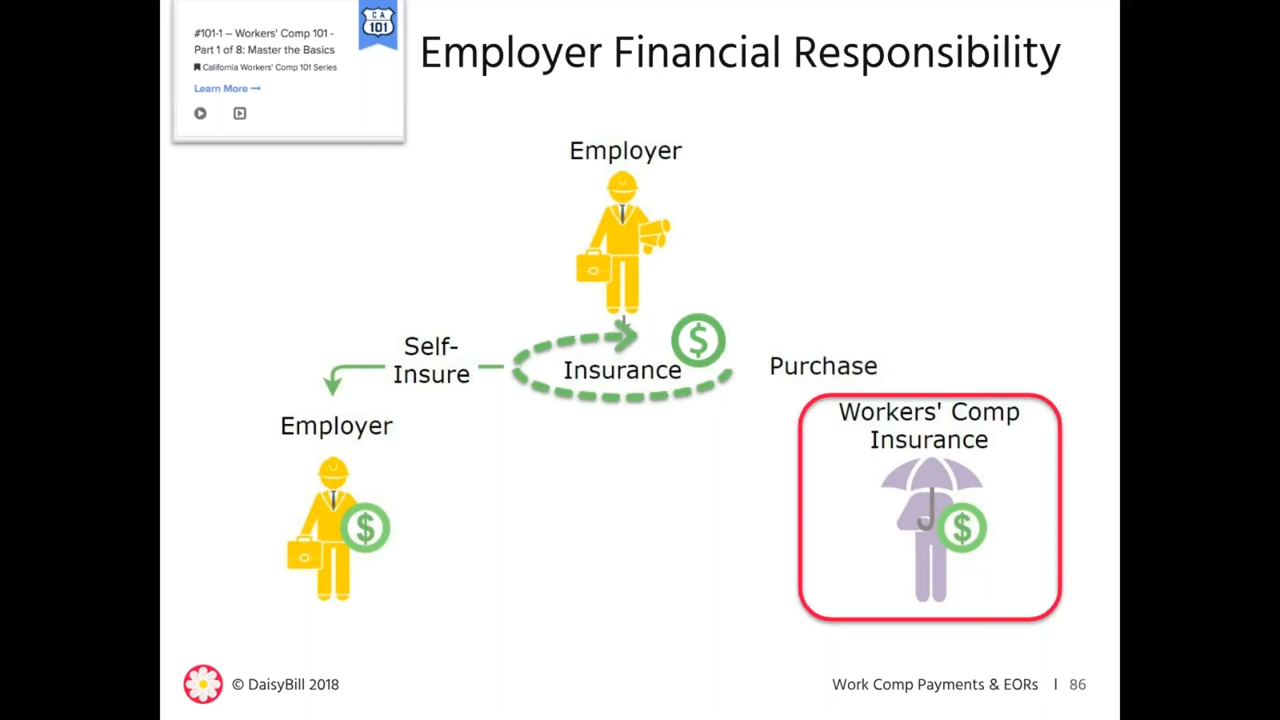 #101-1 – Workers' Comp 101 -
Part 1 of 8: Master the Basics
California Workers' Comp 101 Series
Learn More →
CA
101
Employer Financial Responsibility
Employer
$
Self-
Insure
Insurance
Purchase
Employer
$
Workers' Comp
Insurance
$
© DaisyBill 2018
Work Comp Payments & EORs | 86